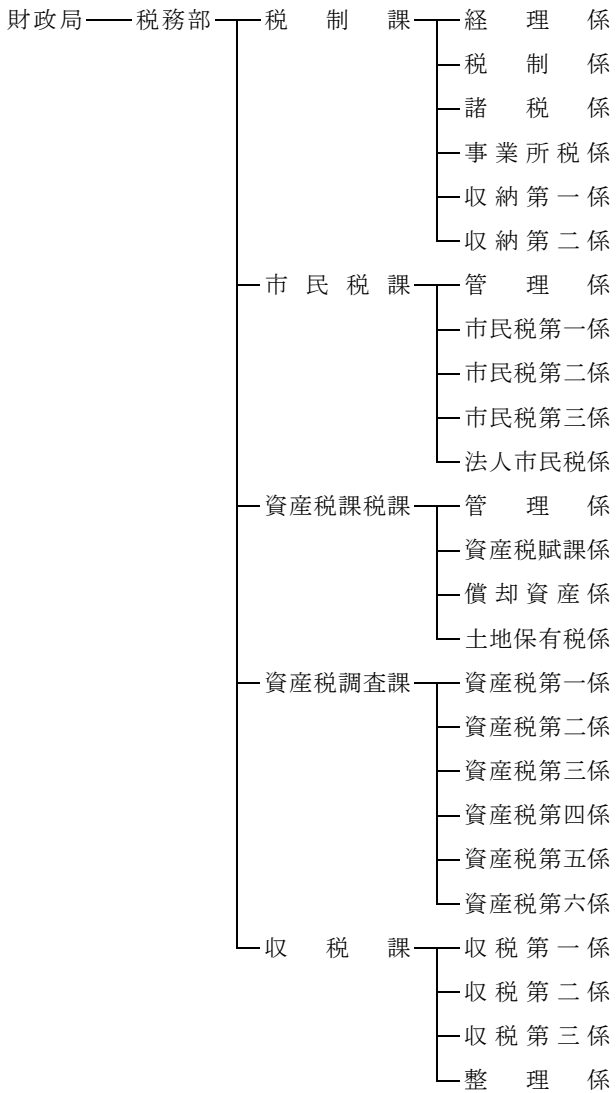 財政局 税務部 税制課 経理係
税制係
諸税係
事業所税係
収納第一係
収納第二係
市民税課 管理係
市民税第一係
市民税第二係
市民税第三係
法人市民税係
資産税課税課 管理係
資産税賦課係
償却資産係
土地保有税係
資産税調査課 資産税第一係
資産税第二係
資産税第三係
資産税第四係
資産税第五係
資産税第六係
収税課 収税第一係
収税第二係
収税第三係
整理係